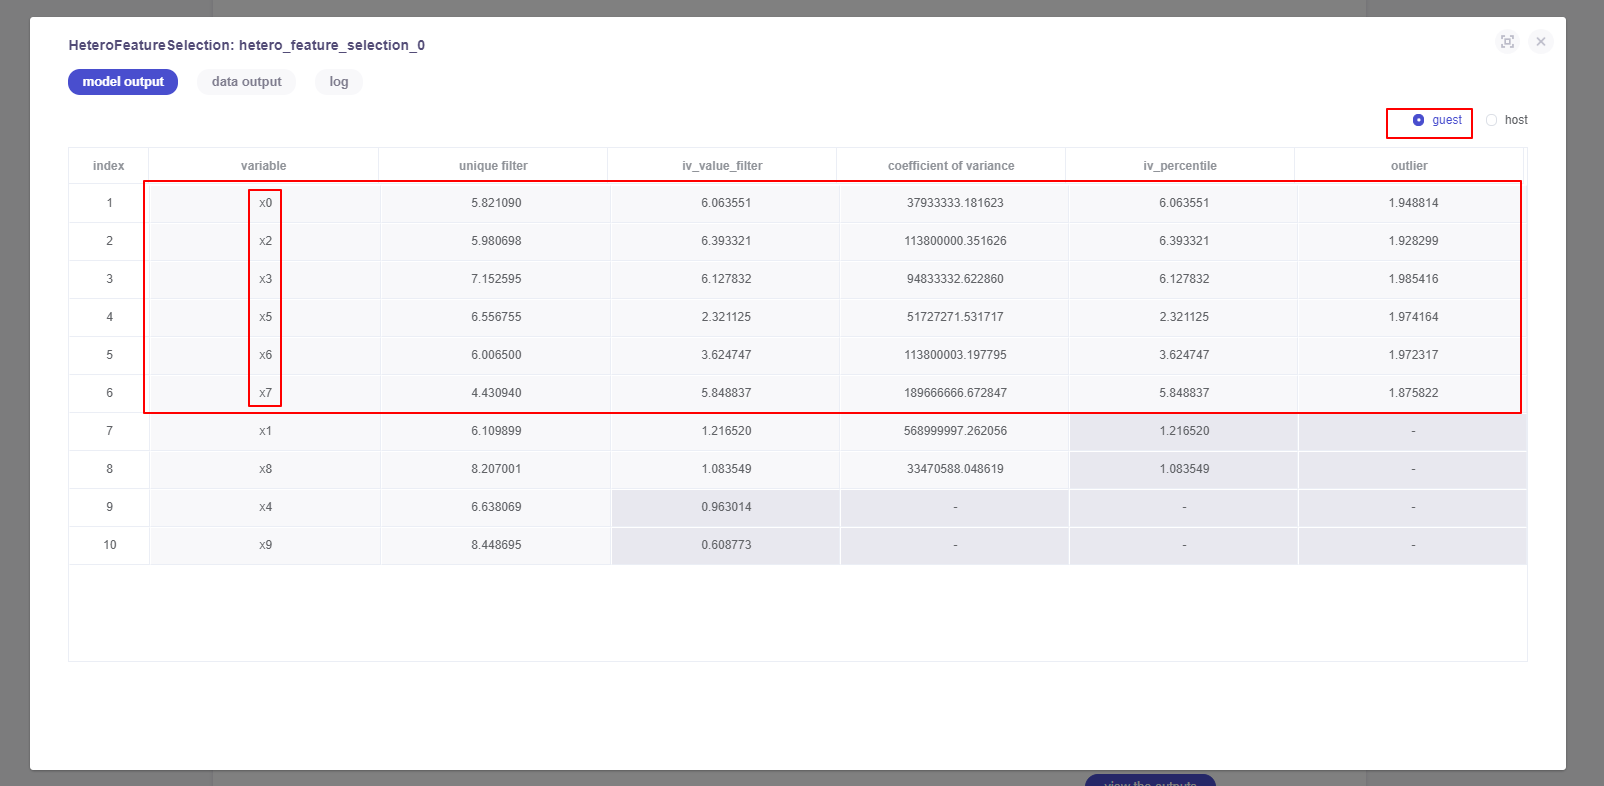 HeteroFeatureSelection: hetero_feature_selection_0
model output data output log
guest host
index variable unique filter iv_value_filter coefficient of variance iv_percentile outlier
1 x0 5.821090 6.063551 37933333.181623 6.063551 1.948814
2 x2 5.980698 6.393321 113800000.351626 6.393321 1.928299
3 x3 7.152595 6.127832 94833332.622860 6.127832 1.985416
4 x5 6.556755 2.321125 51727271.531717 2.321125 1.974164
5 x6 6.006500 3.624747 113800003.197795 3.624747 1.972317
6 x7 4.430940 5.848837 189666666.672847 5.848837 1.875822
7 x1 6.109899 1.216520 568999997.262056 1.216520 -
8 x8 8.207001 1.083549 33470588.048619 1.083549 -
9 x4 6.638069 0.963014 - - -
10 x9 8.448695 0.608773 - - -
view the outputs